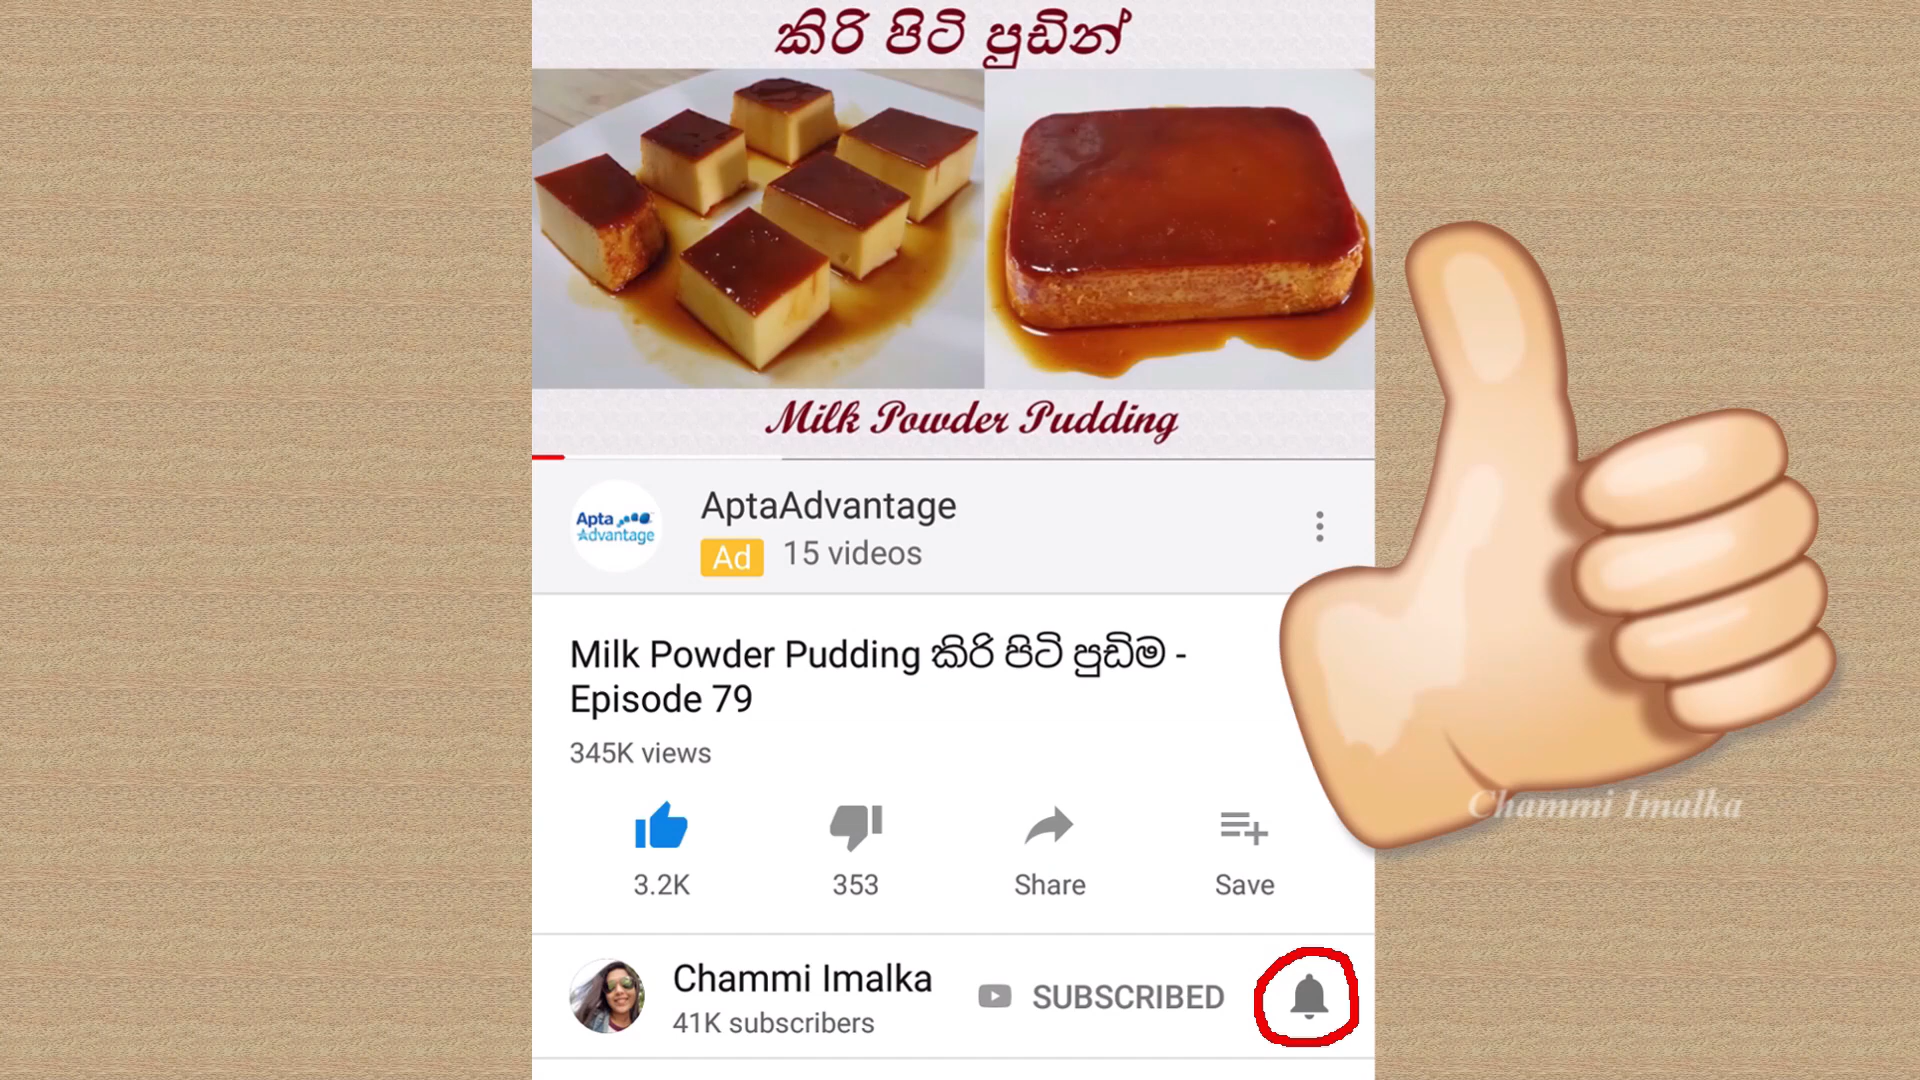 කිරි පිටි පුඩින්
Milk Powder Pudding
Apta
Advantage
AptaAdvantage
Ad 15 videos
Milk Powder Pudding කිරි පිටි පුඩිම -
Episode 79
345K views
3.2K 353 Share Save
Chammi Imalka
Chammi Imalka
41K subscribers
SUBSCRIBED